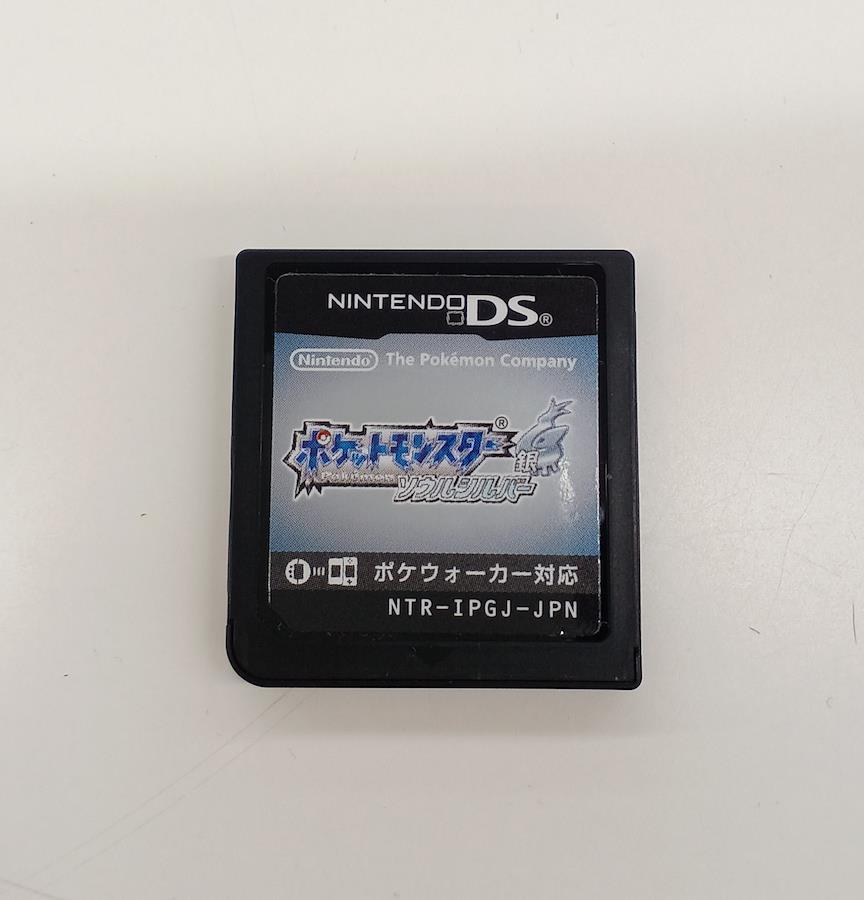 NINTENDO DS®
Nintendo® The Pokémon Company
ポケットモンスター®
Pokémon
銀
ソウルシルバー
ポケウォーカー対応
NTR-IPGJ-JPN